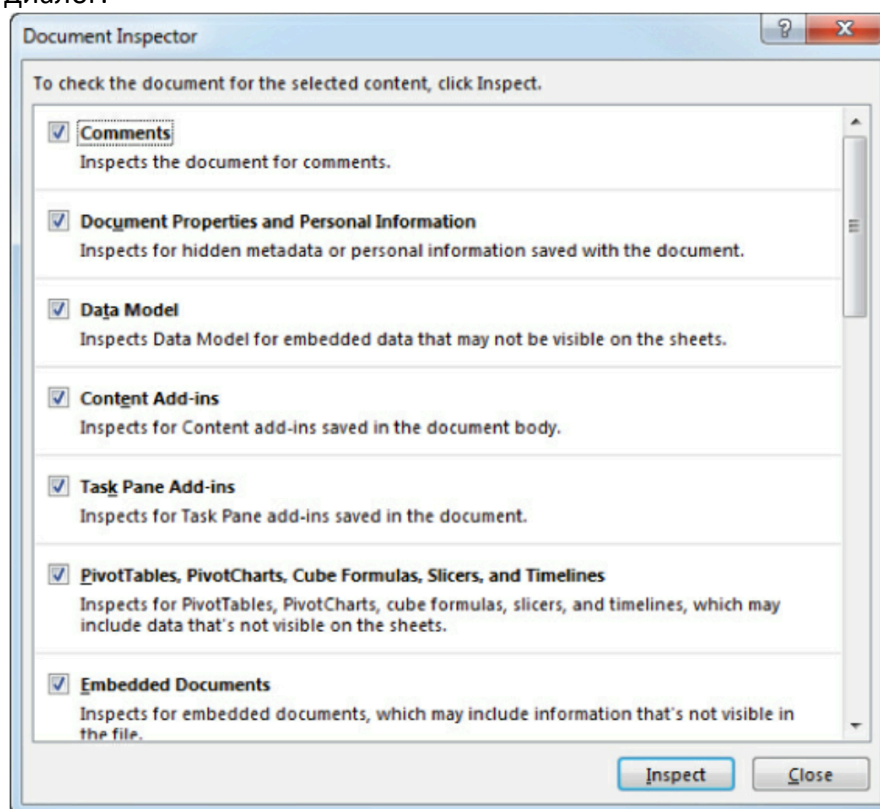 диалог:
Document Inspector
To check the document for the selected content, click Inspect.
Comments
Inspects the document for comments.
Document Properties and Personal Information
Inspects for hidden metadata or personal information saved with the document.
Data Model
Inspects Data Model for embedded data that may not be visible on the sheets.
Content Add-ins
Inspects for Content add-ins saved in the document body.
Task Pane Add-ins
Inspects for Task Pane add-ins saved in the document.
PivotTables, PivotCharts, Cube Formulas, Slicers, and Timelines
Inspects for PivotTables, PivotCharts, cube formulas, slicers, and timelines, which may
include data that's not visible on the sheets.
Embedded Documents
Inspects for embedded documents, which may include information that's not visible in
the file.
Inspect Close